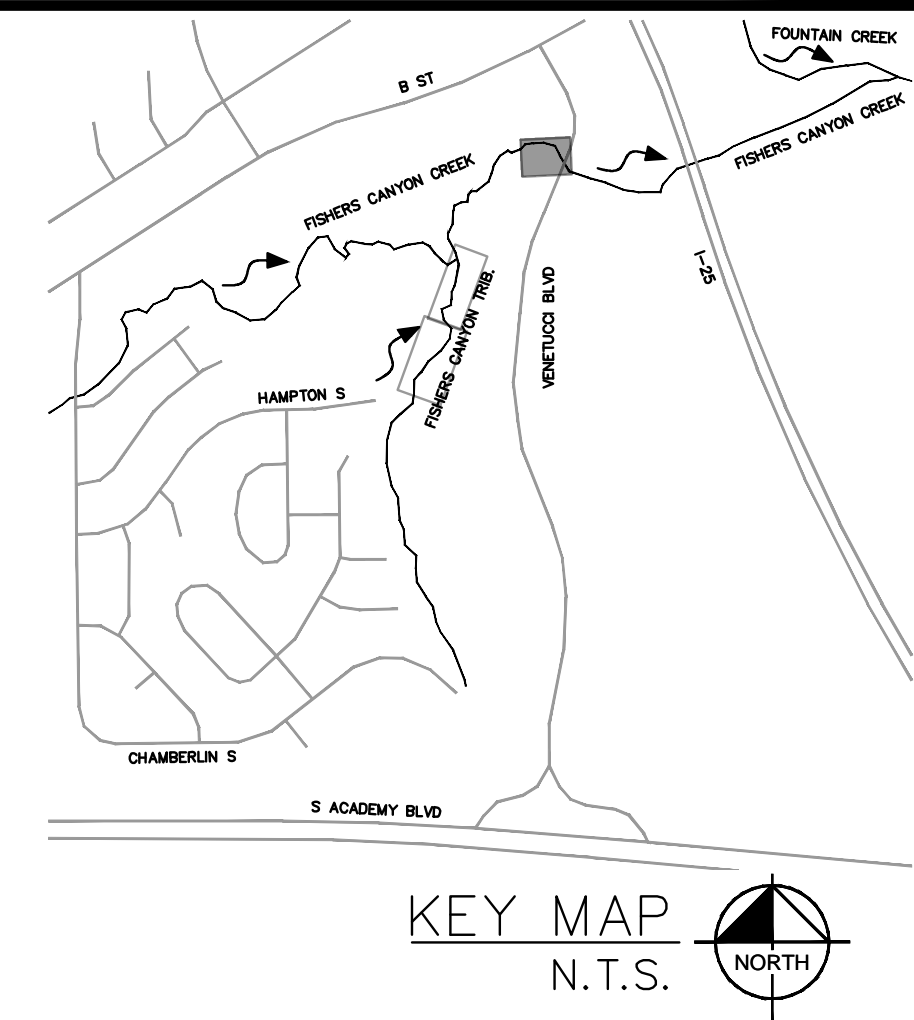 FOUNTAIN CREEK
B ST
FISHERS CANYON CREEK
FISHERS CANYON CREEK
I-25
FISHERS CANYON TRIB.
VENETUCCI BLVD
HAMPTON S
CHAMBERLIN S
S ACADEMY BLVD
KEY MAP
N.T.S.
NORTH